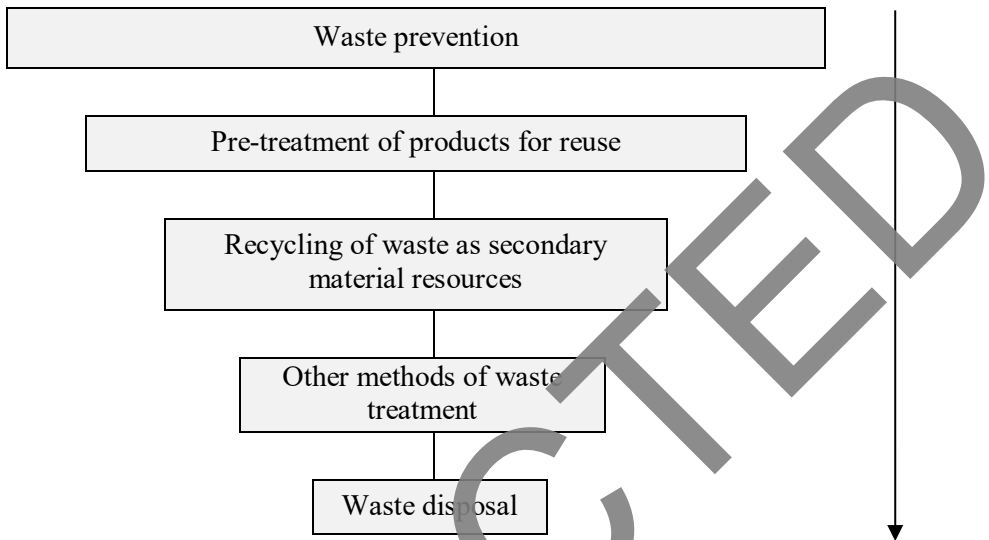 Waste prevention
Pre-treatment of products for reuse
Recycling of waste as secondary
material resources
Other methods of waste
treatment
Waste disposal
CTED